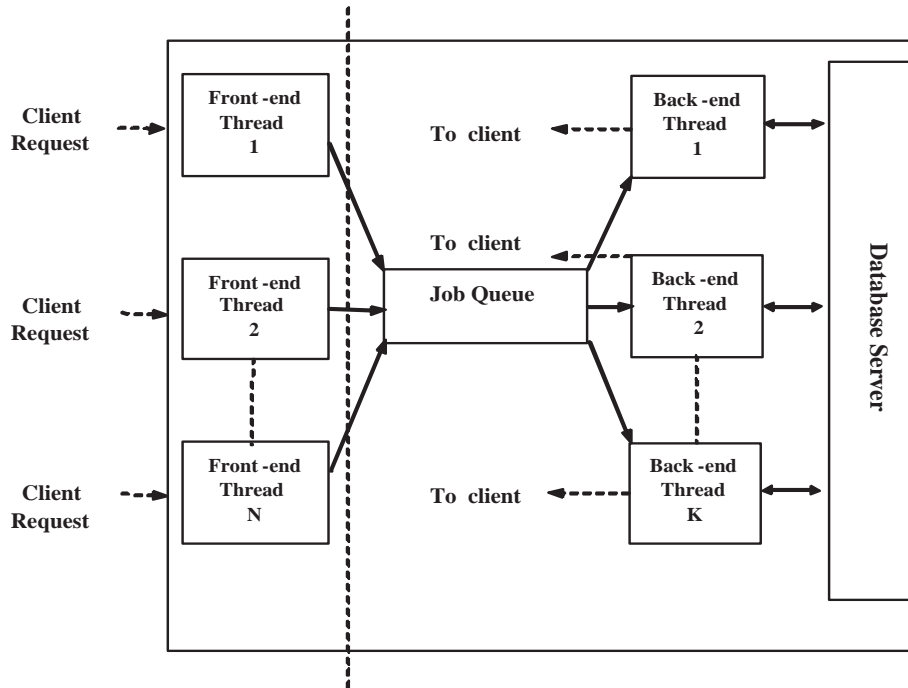 Client
Request
Front -end
Thread
1
To client
Back -end
Thread
1
Client
Request
Front -end
Thread
2
To client
Job Queue
Back -end
Thread
2
Database Server
Client
Request
Front -end
Thread
N
To client
Back -end
Thread
K